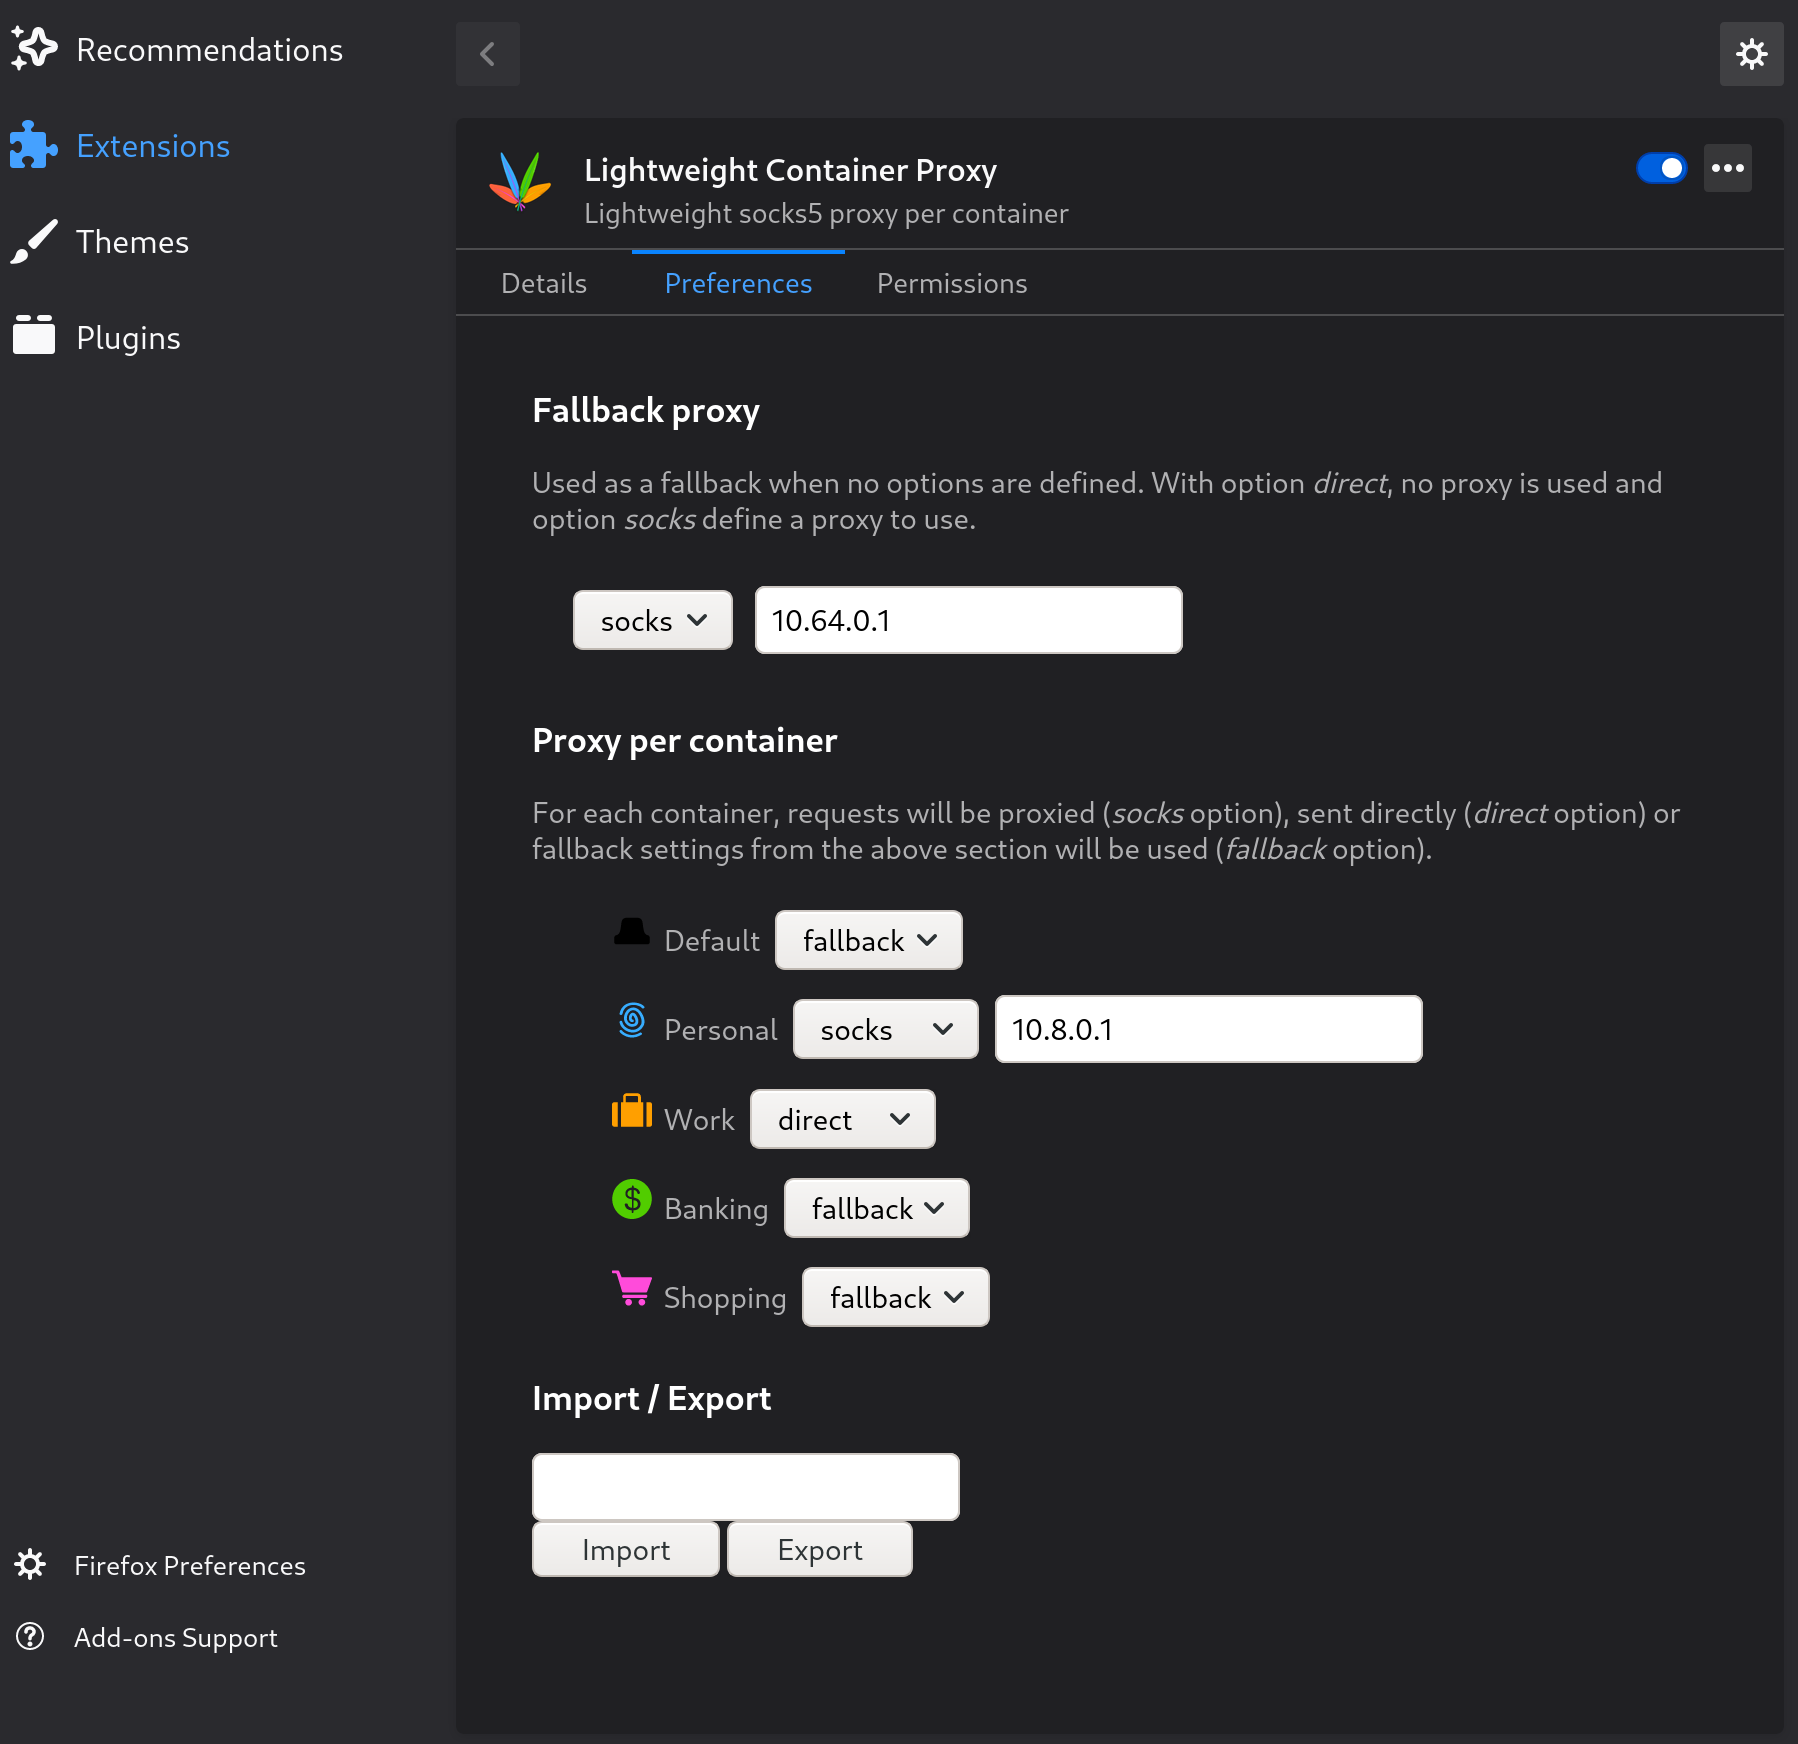 Recommendations
Extensions
Themes
Plugins
Lightweight Container Proxy
Lightweight socks5 proxy per container
Details Preferences Permissions
Fallback proxy
Used as a fallback when no options are defined. With option direct, no proxy is used and
option socks define a proxy to use.
socks 10.64.0.1
Proxy per container
For each container, requests will be proxied (socks option), sent directly (direct option) or
fallback settings from the above section will be used (fallback option).
Default fallback
Personal socks 10.8.0.1
Work direct
$ Banking fallback
Shopping fallback
Import / Export
Import Export
Firefox Preferences
Add-ons Support